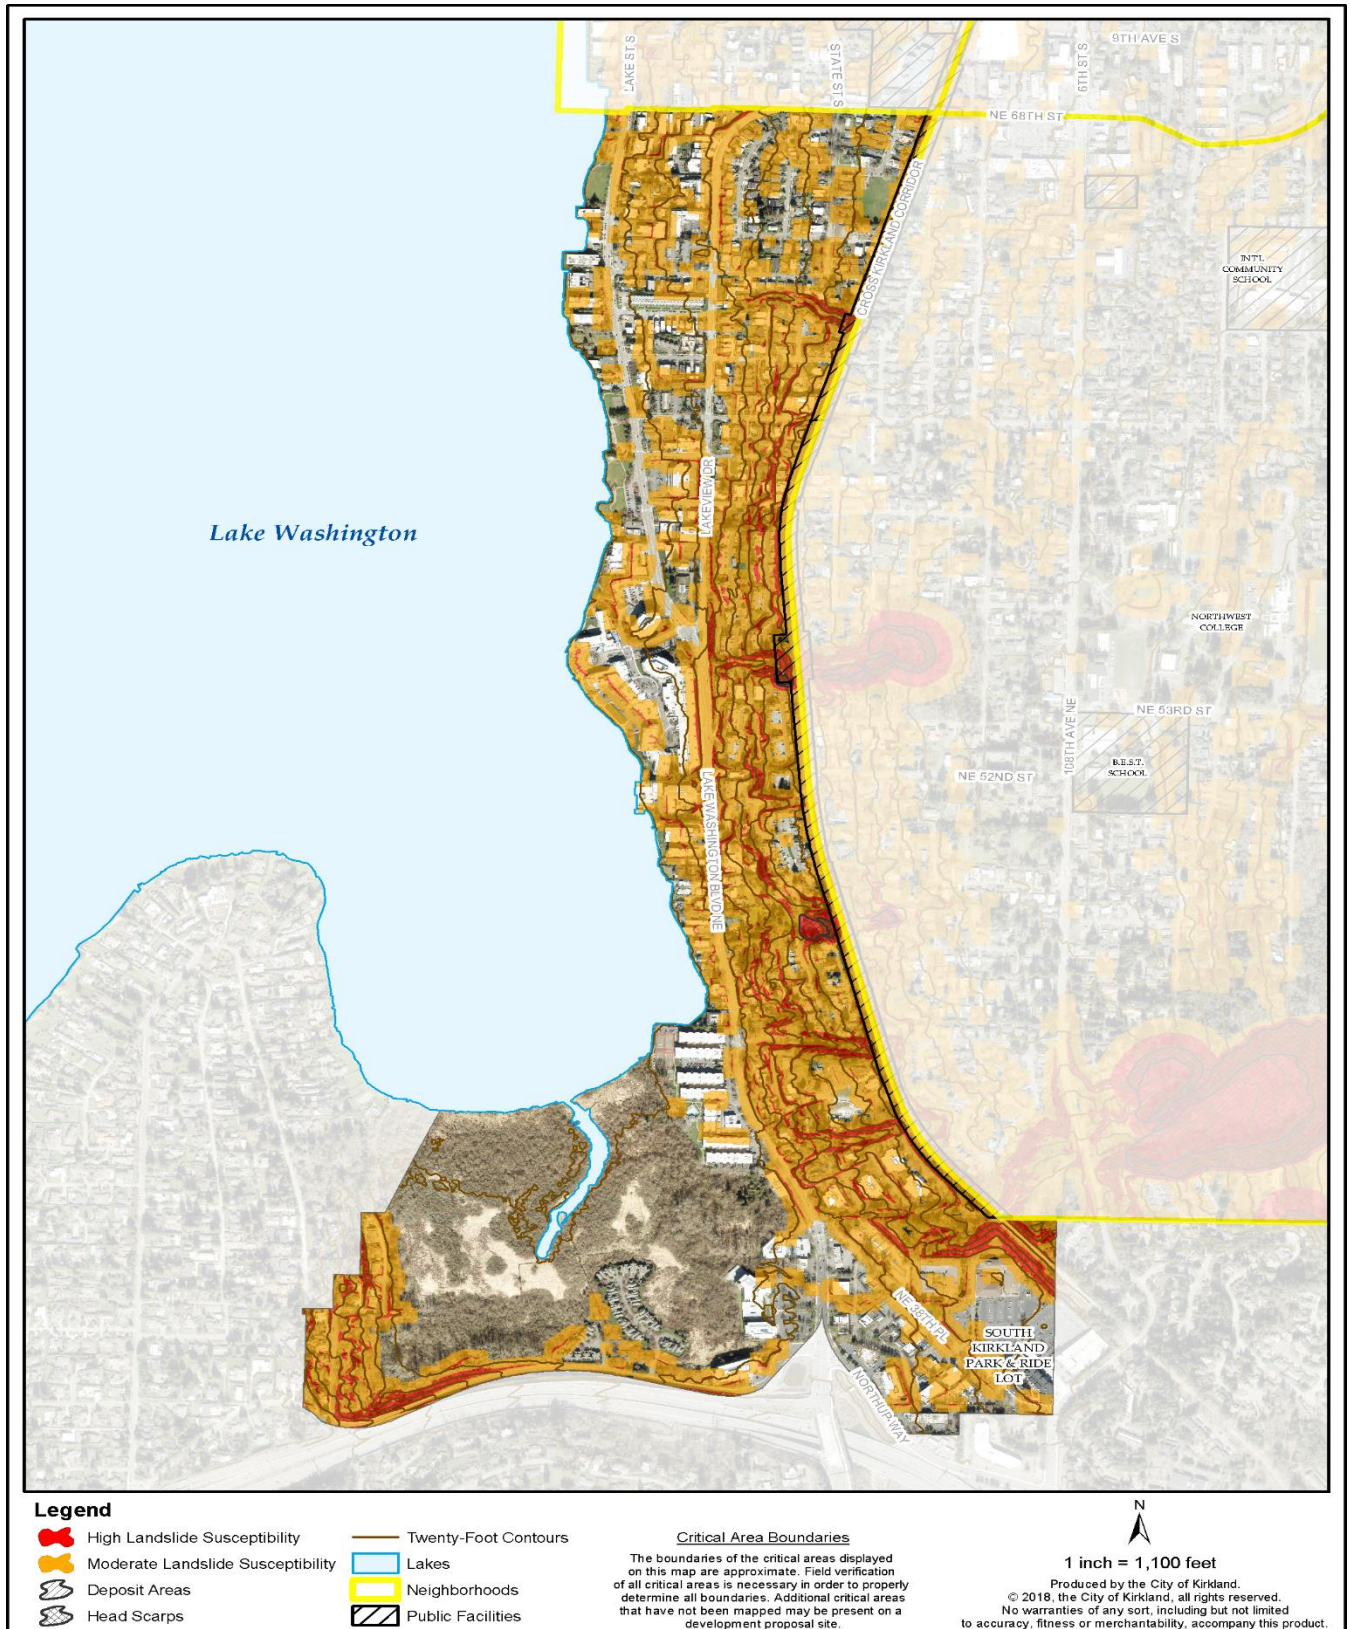 LAKE ST S
STATE ST S
6TH ST S
9TH AVE S
NE 68TH ST
CROSS KIRKLAND CORRIDOR
INT'L
COMMUNITY
SCHOOL
LAKEVIEW DR
Lake Washington
NORTHWEST
COLLEGE
NE 53RD ST
108TH AVE NE
B.E.S.T.
SCHOOL
NE 52ND ST
LAKE WASHINGTON BLVD NE
NE 38TH PL
SOUTH
KIRKLAND
PARK & RIDE
LOT
NORTHUP WAY
Legend
High Landslide Susceptibility
Moderate Landslide Susceptibility
Deposit Areas
Head Scarps
Twenty-Foot Contours
Lakes
Neighborhoods
Public Facilities
Critical Area Boundaries
The boundaries of the critical areas displayed
on this map are approximate. Field verification
of all critical areas is necessary in order to properly
determine all boundaries. Additional critical areas
that have not been mapped may be present on a
development proposal site.
N
1 inch = 1,100 feet
Produced by the City of Kirkland.
© 2018, the City of Kirkland, all rights reserved.
No warranties of any sort, including but not limited
to accuracy, fitness or merchantability, accompany this product.